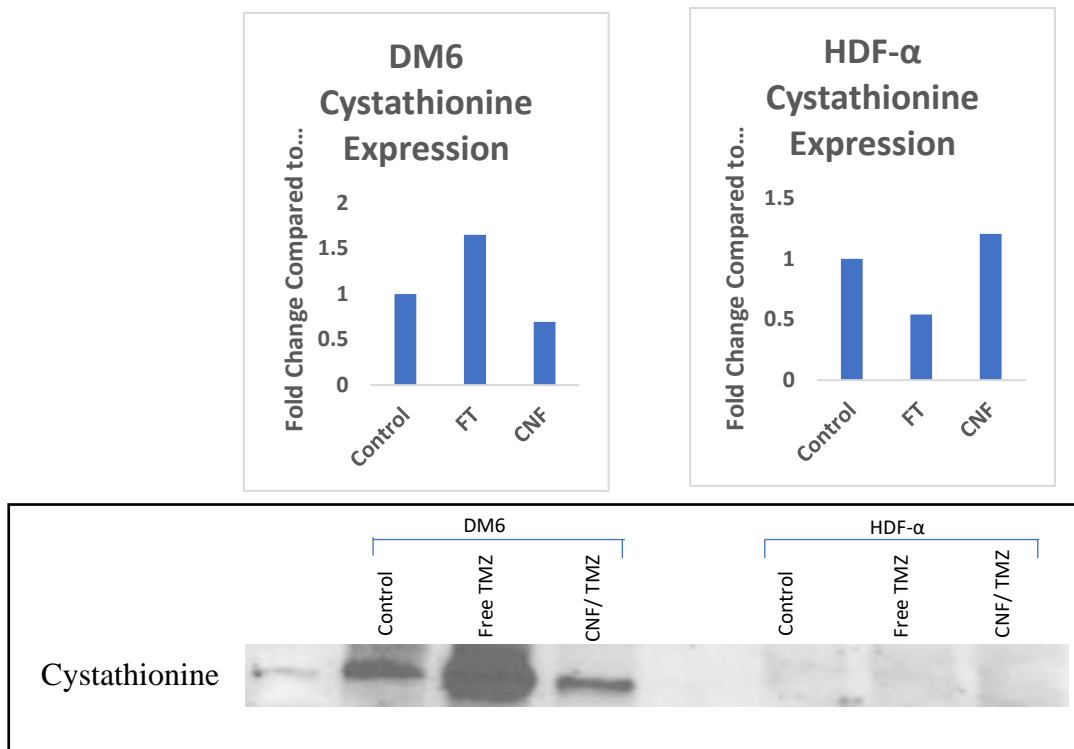 DM6
Cystathionine
Expression
Fold Change Compared to...
2
1.5
1
0.5
0
Control
FT
CNF
HDF-α
Cystathionine
Expression
Fold Change Compared to...
1.5
1
0.5
0
Control
FT
CNF
DM6
HDF-α
Control
Free TMZ
CNF/ TMZ
Control
Free TMZ
CNF/ TMZ
Cystathionine